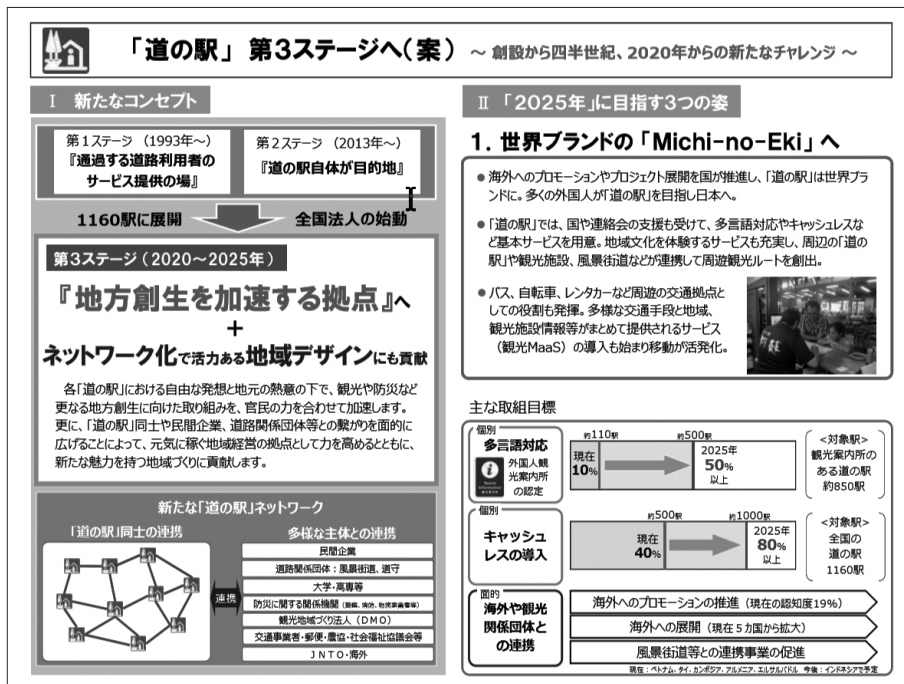 「道の駅」 第3ステージへ(案) ～ 創設から四半世紀、2020年からの新たなチャレンジ ～
Ⅰ 新たなコンセプト
第1ステージ (1993年～)
『通過する道路利用者の
サービス提供の場』
第2ステージ (2013年～)
『道の駅自体が目的地』
1160駅に展開
全国法人の始動
第3ステージ(2020～2025年)
『地方創生を加速する拠点』へ
+
ネットワーク化で活力ある地域デザインにも貢献
各「道の駅」における自由な発想と地元の熱意の下で、観光や防災など
更なる地方創生に向けた取り組みを、官民の力を合わせて加速します。
更に、「道の駅」同士や民間企業、道路関係団体等との繋がりを面的に
広げることによって、元気に稼ぐ地域経営の拠点として力を高めるとともに、
新たな魅力を持つ地域づくりに貢献します。
新たな「道の駅」ネットワーク
「道の駅」同士の連携
連携
多様な主体との連携
民間企業
道路関係団体:風景街道、道守
大学・高専等
防災に関する関係機関(警察、消防、物流事業者等)
観光地域づくり法人(DMO)
交通事業者・郵便・農協・社会福祉協議会等
JNTO・海外
Ⅱ 「2025年」に目指す3つの姿
1. 世界ブランドの「Michi-no-Eki」へ
● 海外へのプロモーションやプロジェクト展開を国が推進し、「道の駅」は世界ブ
ランドに。多くの外国人が「道の駅」を目指し日本へ。
● 「道の駅」では、国や連絡会の支援も受けて、多言語対応やキャッシュレスな
ど基本サービスを用意。地域文化を体験するサービスも充実し、周辺の「道の
駅」や観光施設、風景街道などが連携して周遊観光ルートを創出。
● バス、自転車、レンタカーなど周遊の交通拠点と
しての役割も発揮。多様な交通手段と地域、
観光施設情報等がまとめて提供されるサービス
(観光MaaS)の導入も始まり移動が活発化。
主な取組目標
個別
多言語対応
外国人観
光案内所
の認定
約110駅
約500駅
現在
10%
2025年
50%
以上
<対象駅>
観光案内所の
ある道の駅
約850駅
個別
キャッシュ
レスの導入
約500駅
約1000駅
現在
40%
2025年
80%
以上
<対象駅>
全国の
道の駅
1160駅
面的
海外や観光
関係団体と
の連携
海外へのプロモーションの推進(現在の認知度19%)
海外への展開(現在5カ国から拡大)
風景街道等との連携事業の促進
現在:ベトナム、タイ、カンボジア、アルメニア、エルサルバドル 今後:インドネシアで予定